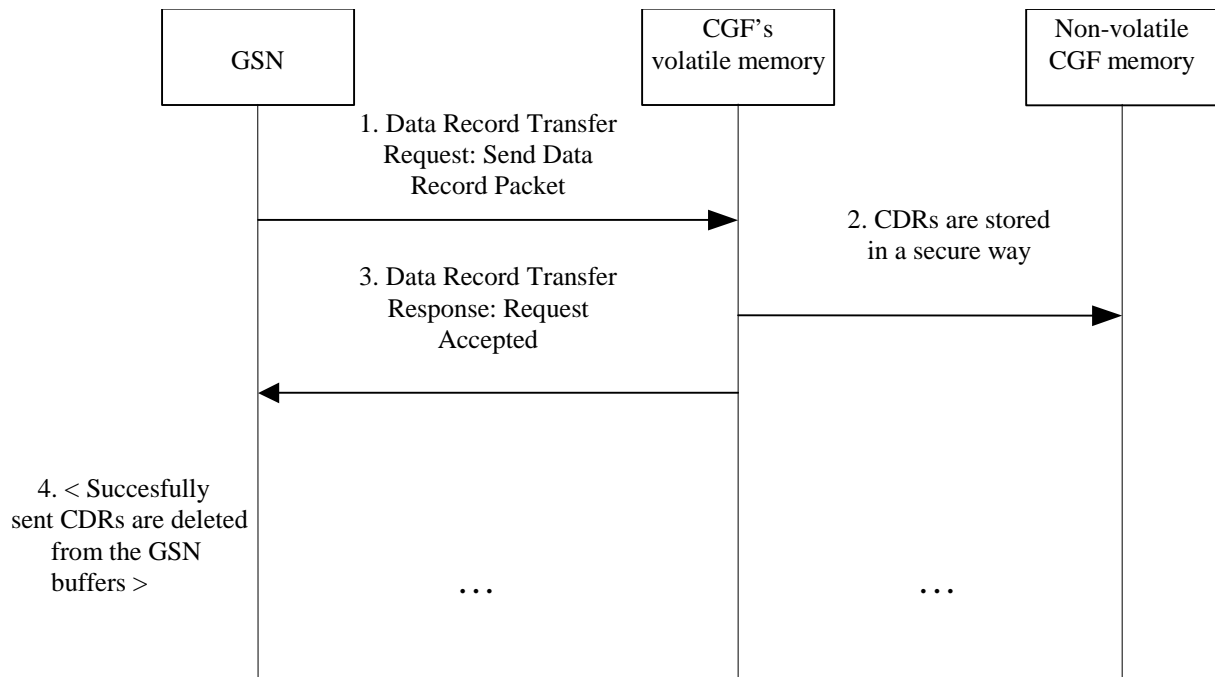 GSN
CGF's
volatile memory
Non-volatile
CGF memory
1. Data Record Transfer
Request: Send Data
Record Packet
2. CDRs are stored
in a secure way
3. Data Record Transfer
Response: Request
Accepted
4. < Succesfully
sent CDRs are deleted
from the GSN
buffers >
...
...